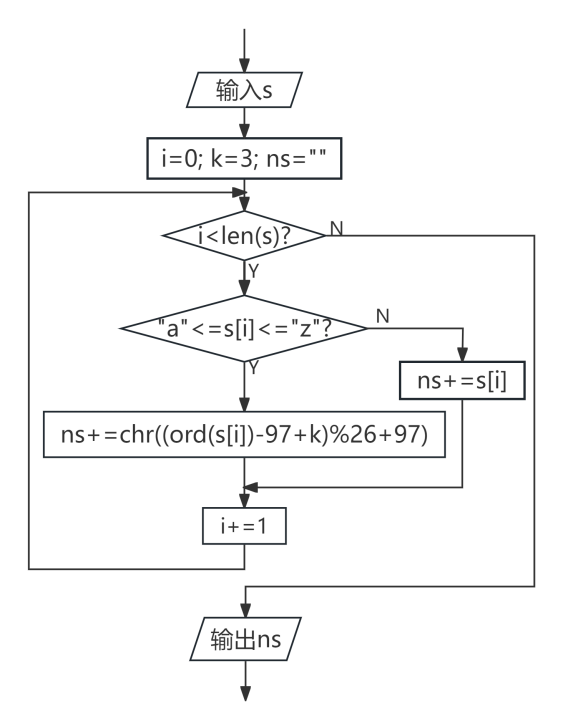 输入s
i=0; k=3; ns=""
i<len(s)?
N
Y
"a"<=s[i]<="z"?
N
Y
ns+=s[i]
ns+=chr((ord(s[i])-97+k)%26+97)
i+=1
输出ns